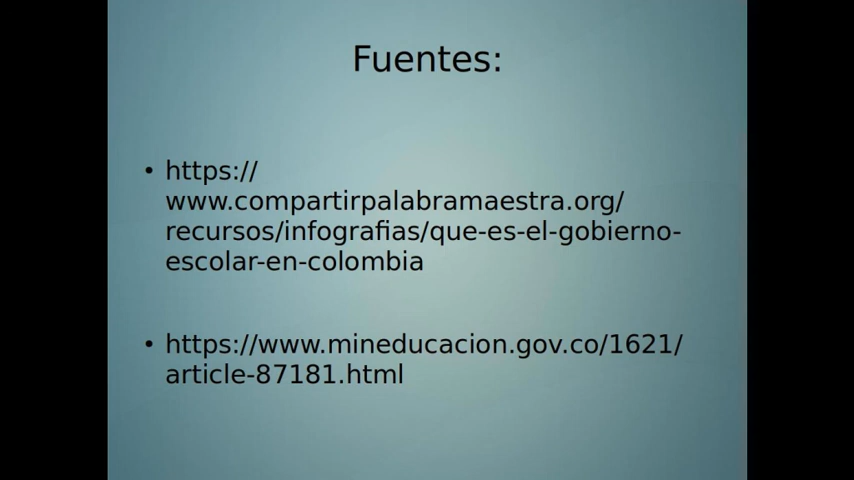 Fuentes:
• https://
www.compartirpalabramaestra.org/
recursos/infografias/que-es-el-gobierno-
escolar-en-colombia
• https://www.mineducacion.gov.co/1621/
article-87181.html